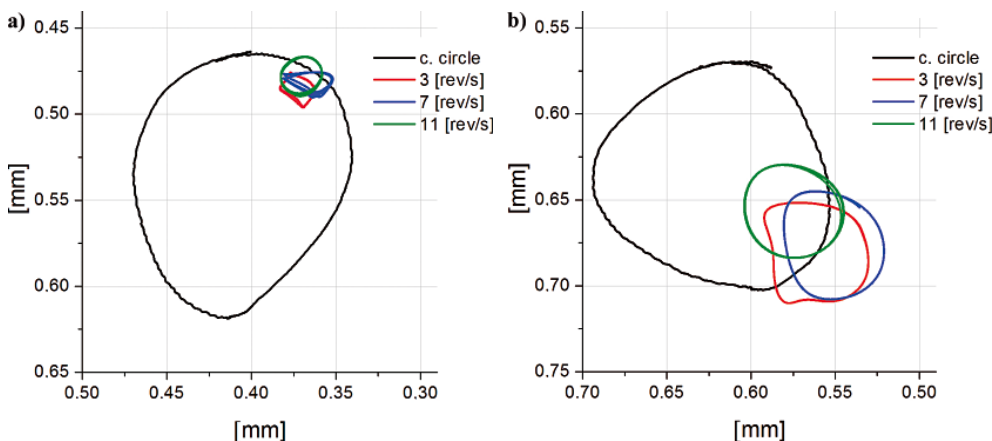 a)
0.45
0.50
0.55
0.60
0.65
[mm]
0.50 0.45 0.40 0.35 0.30
[mm]
c. circle
3 [rev/s]
7 [rev/s]
11 [rev/s]
b)
0.55
0.60
0.65
0.70
0.75
[mm]
0.70 0.65 0.60 0.55 0.50
[mm]
c. circle
3 [rev/s]
7 [rev/s]
11 [rev/s]